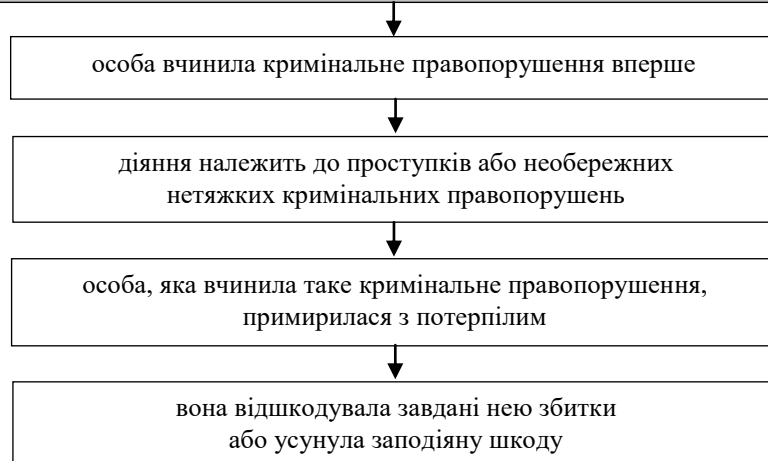 особа вчинила кримінальне правопорушення вперше
діяння належить до проступків або необережних
нетяжких кримінальних правопорушень
особа, яка вчинила таке кримінальне правопорушення,
примирилася з потерпілим
вона відшкодувала завдані нею збитки
або усунула заподіяну шкоду